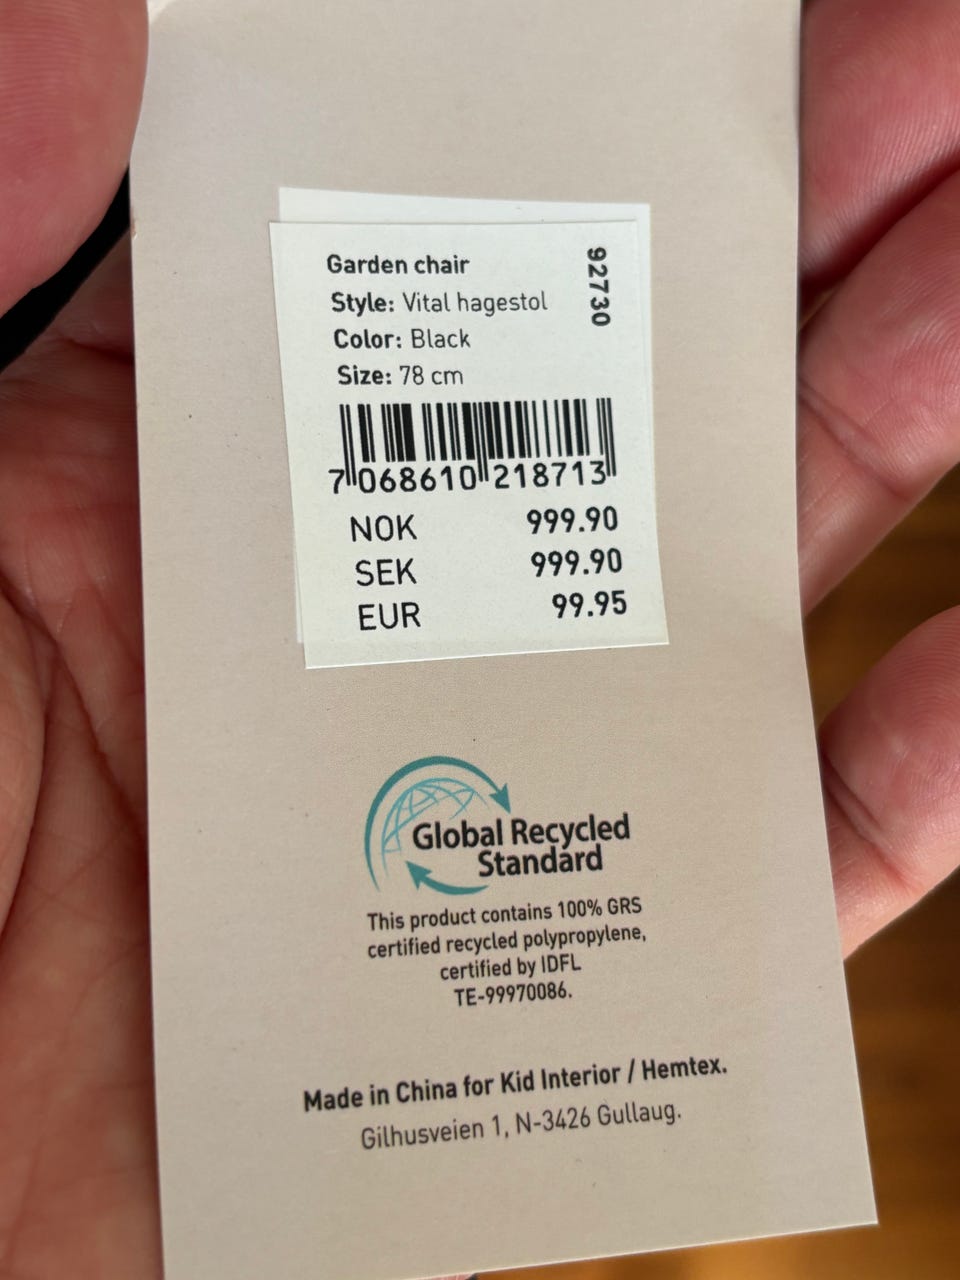 Garden chair
92730
Style: Vital hagestol
Color: Black
Size: 78 cm
7 068610 218713
NOK 999.90
SEK 999.90
EUR 99.95
Global Recycled
Standard
This product contains 100% GRS
certified recycled polypropylene,
certified by IDFL
TE-99970086.
Made in China for Kid Interior / Hemtex.
Gilhusveien 1, N-3426 Gullaug.